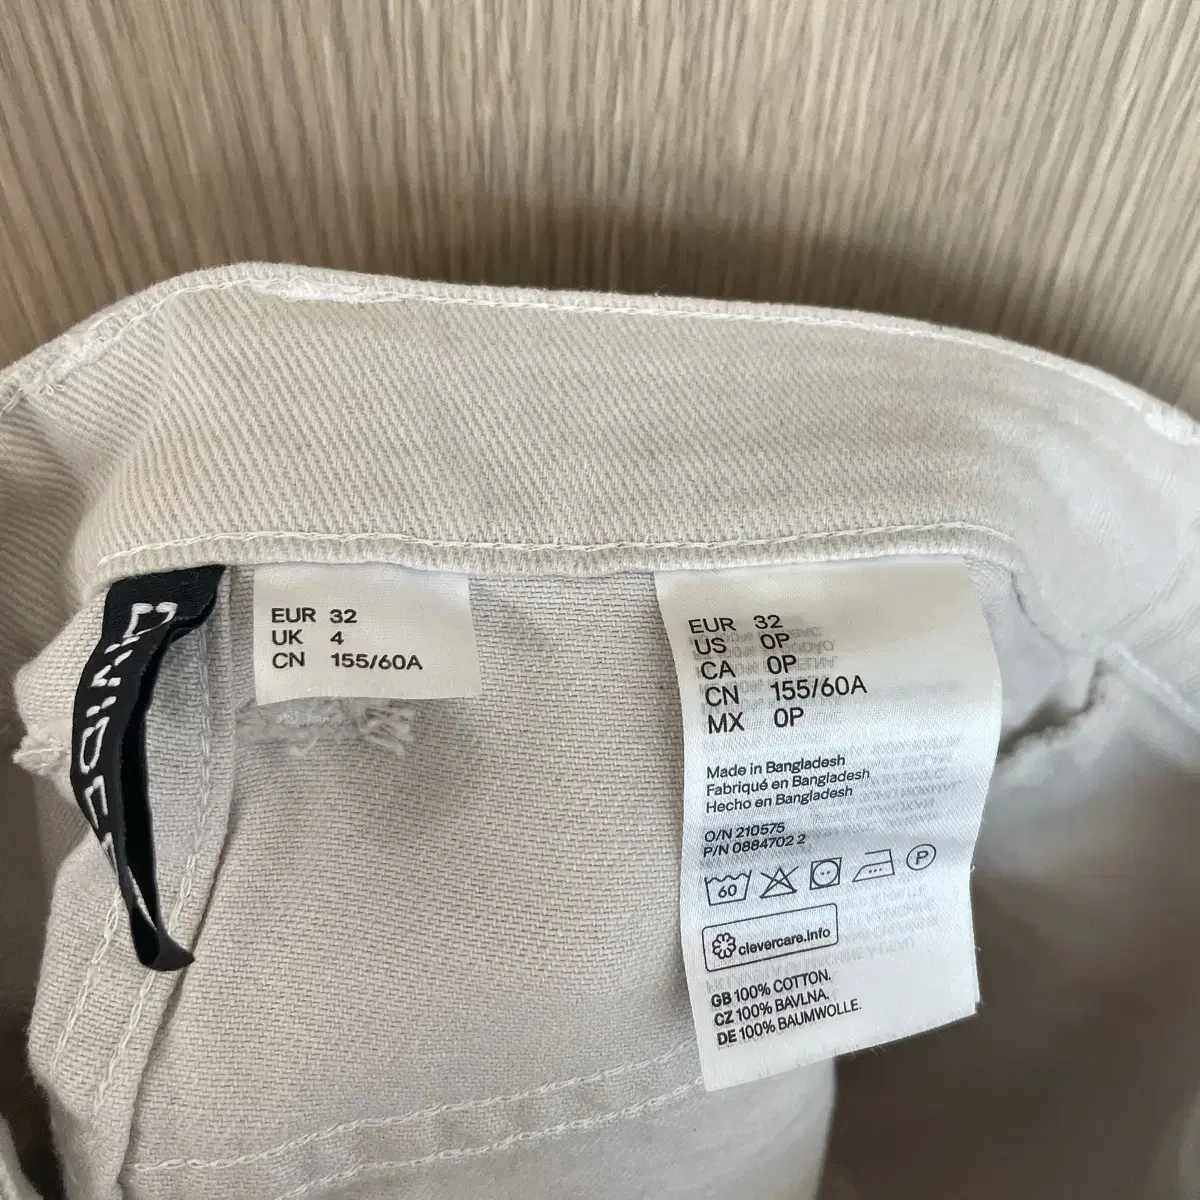 DIVIDED
EUR 32
UK 4
CN 155/60A
EUR 32
US 0P
CA 0P
CN 155/60A
MX 0P
Made in Bangladesh
Fabriqué en Bangladesh
Hecho en Bangladesh
O/N 210575
P/N 0884702 2
60
P
clevercare.info
GB 100% COTTON.
CZ 100% BAVLNA.
DE 100% BAUMWOLLE.